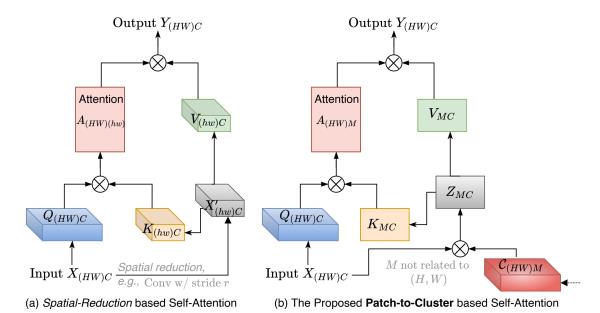 Output Y_{(HW)C}
Attention
A_{(HW)(hw)}
V_{(hw)C}
Q_{(HW)C}
K_{(hw)C}
X'_{(hw)C}
Input X_{(HW)C}
Spatial reduction,
e.g., Conv w/ stride r
(a) Spatial-Reduction based Self-Attention
Output Y_{(HW)C}
Attention
A_{(HW)M}
V_{MC}
Z_{MC}
Q_{(HW)C}
K_{MC}
Input X_{(HW)C}
M not related to
(H, W)
C_{(HW)M}
(b) The Proposed Patch-to-Cluster based Self-Attention